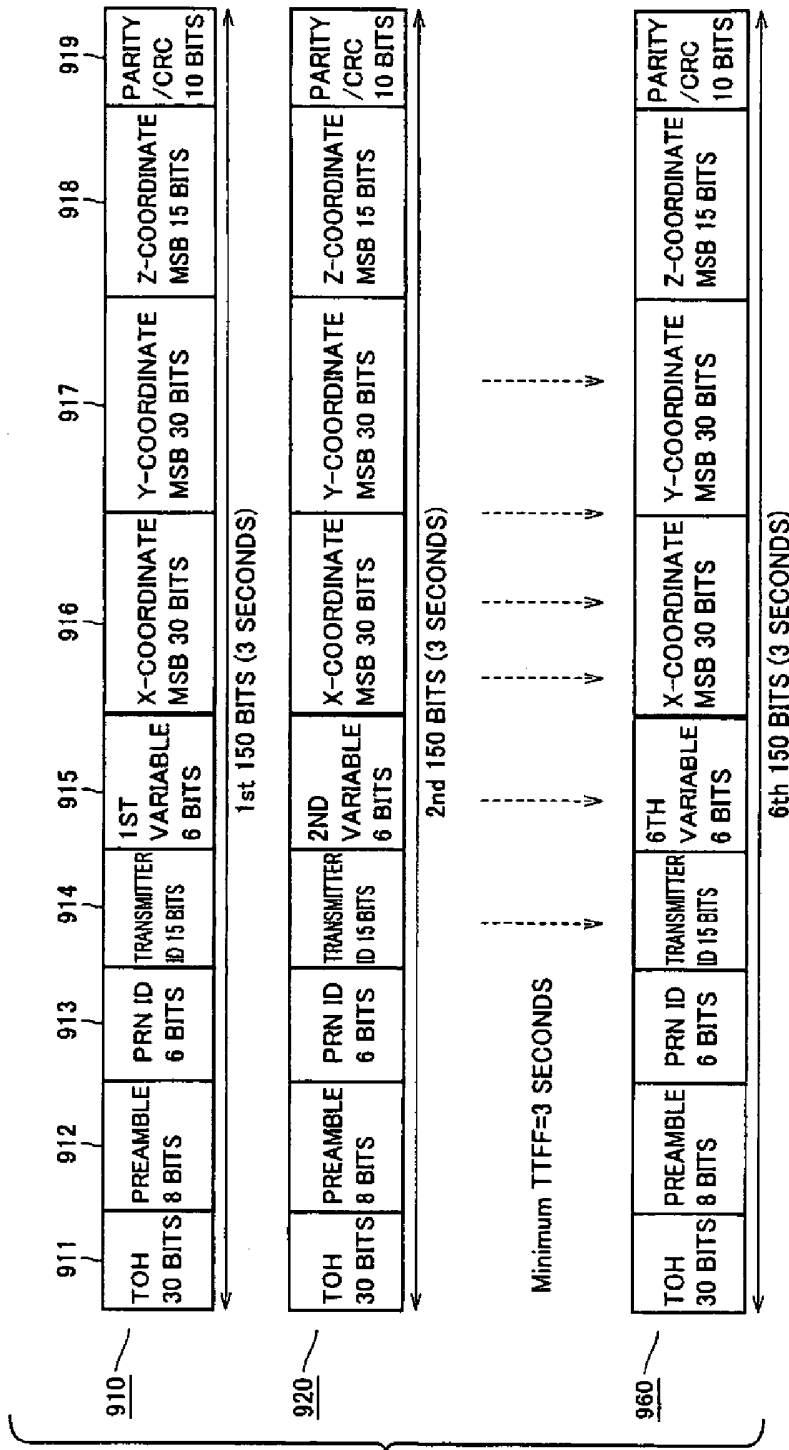 911 912 913 914 915 916 917 918 919
910
TOH
30 BITS
PREAMBLE
8 BITS
PRN ID
6 BITS
TRANSMITTER
ID 15 BITS
1ST
VARIABLE
6 BITS
X-COORDINATE
MSB 30 BITS
Y-COORDINATE
MSB 30 BITS
Z-COORDINATE
MSB 15 BITS
PARITY
/CRC
10 BITS
1st 150 BITS (3 SECONDS)
920
TOH
30 BITS
PREAMBLE
8 BITS
PRN ID
6 BITS
TRANSMITTER
ID 15 BITS
2ND
VARIABLE
6 BITS
X-COORDINATE
MSB 30 BITS
Y-COORDINATE
MSB 30 BITS
Z-COORDINATE
MSB 15 BITS
PARITY
/CRC
10 BITS
2nd 150 BITS (3 SECONDS)
Minimum TTFF=3 SECONDS
960
TOH
30 BITS
PREAMBLE
8 BITS
PRN ID
6 BITS
TRANSMITTER
ID 15 BITS
6TH
VARIABLE
6 BITS
X-COORDINATE
MSB 30 BITS
Y-COORDINATE
MSB 30 BITS
Z-COORDINATE
MSB 15 BITS
PARITY
/CRC
10 BITS
6th 150 BITS (3 SECONDS)